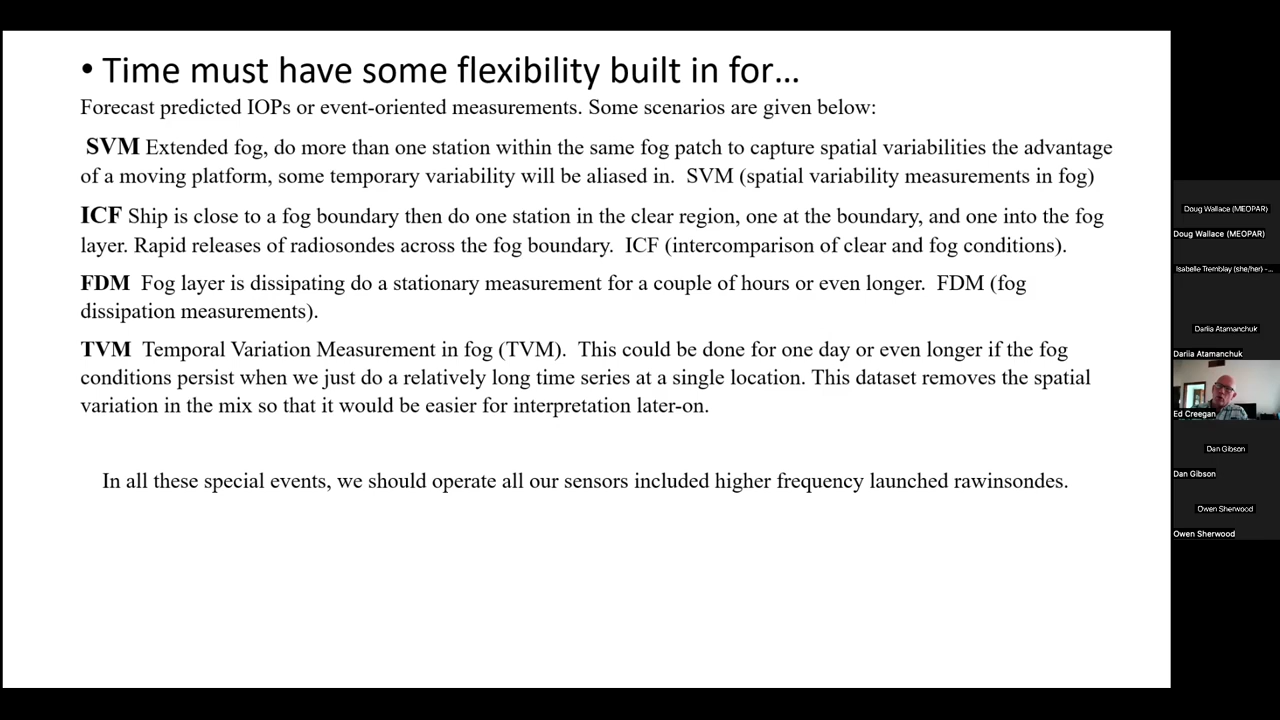 • Time must have some flexibility built in for...
Forecast predicted IOPs or event-oriented measurements. Some scenarios are given below:
SVM Extended fog, do more than one station within the same fog patch to capture spatial variabilities the advantage
of a moving platform, some temporary variability will be aliased in.  SVM (spatial variability measurements in fog)
ICF Ship is close to a fog boundary then do one station in the clear region, one at the boundary, and one into the fog
layer. Rapid releases of radiosondes across the fog boundary.  ICF (intercomparison of clear and fog conditions).
FDM  Fog layer is dissipating do a stationary measurement for a couple of hours or even longer.  FDM (fog
dissipation measurements).
TVM  Temporal Variation Measurement in fog (TVM).  This could be done for one day or even longer if the fog
conditions persist when we just do a relatively long time series at a single location. This dataset removes the spatial
variation in the mix so that it would be easier for interpretation later-on.
In all these special events, we should operate all our sensors included higher frequency launched rawinsondes.
Doug Wallace (MEOPAR)
Doug Wallace (MEOPAR)
Isabelle Tremblay (she/her) -...
Dariia Atamanchuk
Dariia Atamanchuk
Ed Creegan
Dan Gibson
Dan Gibson
Owen Sherwood
Owen Sherwood